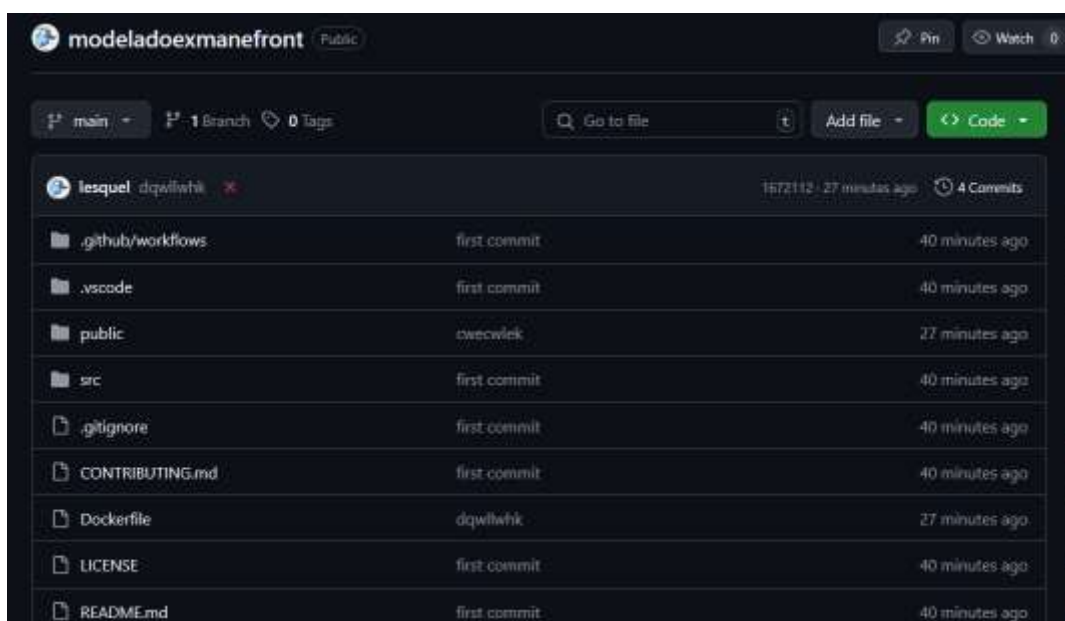 modeladoexmanefront Public
Pin
Watch 0
main
1 Branch
0 Tags
Go to file
t
Add file
Code
lesquel dqwllwhk
1672112 · 27 minutes ago
4 Commits
.github/workflows first commit 40 minutes ago
.vscode first commit 40 minutes ago
public cwecwlek 27 minutes ago
src first commit 40 minutes ago
.gitignore first commit 40 minutes ago
CONTRIBUTING.md first commit 40 minutes ago
Dockerfile dqwllwhk 27 minutes ago
LICENSE first commit 40 minutes ago
README.md first commit 40 minutes ago